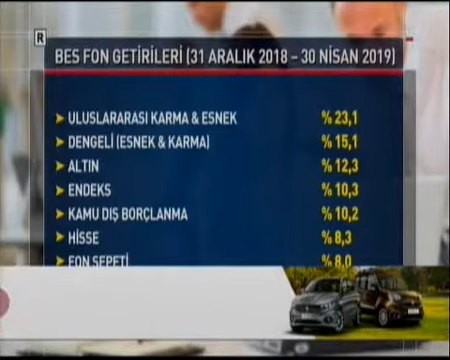 R
BES FON GETİRİLERİ (31 ARALIK 2018 – 30 NİSAN 2019)
ULUSLARARASI KARMA & ESNEK % 23,1
DENGELİ (ESNEK & KARMA) % 15,1
ALTIN % 12,3
ENDEKS % 10,3
KAMU DIŞ BORÇLANMA % 10,2
HİSSE % 8,3
FON SEPETİ % 8,0